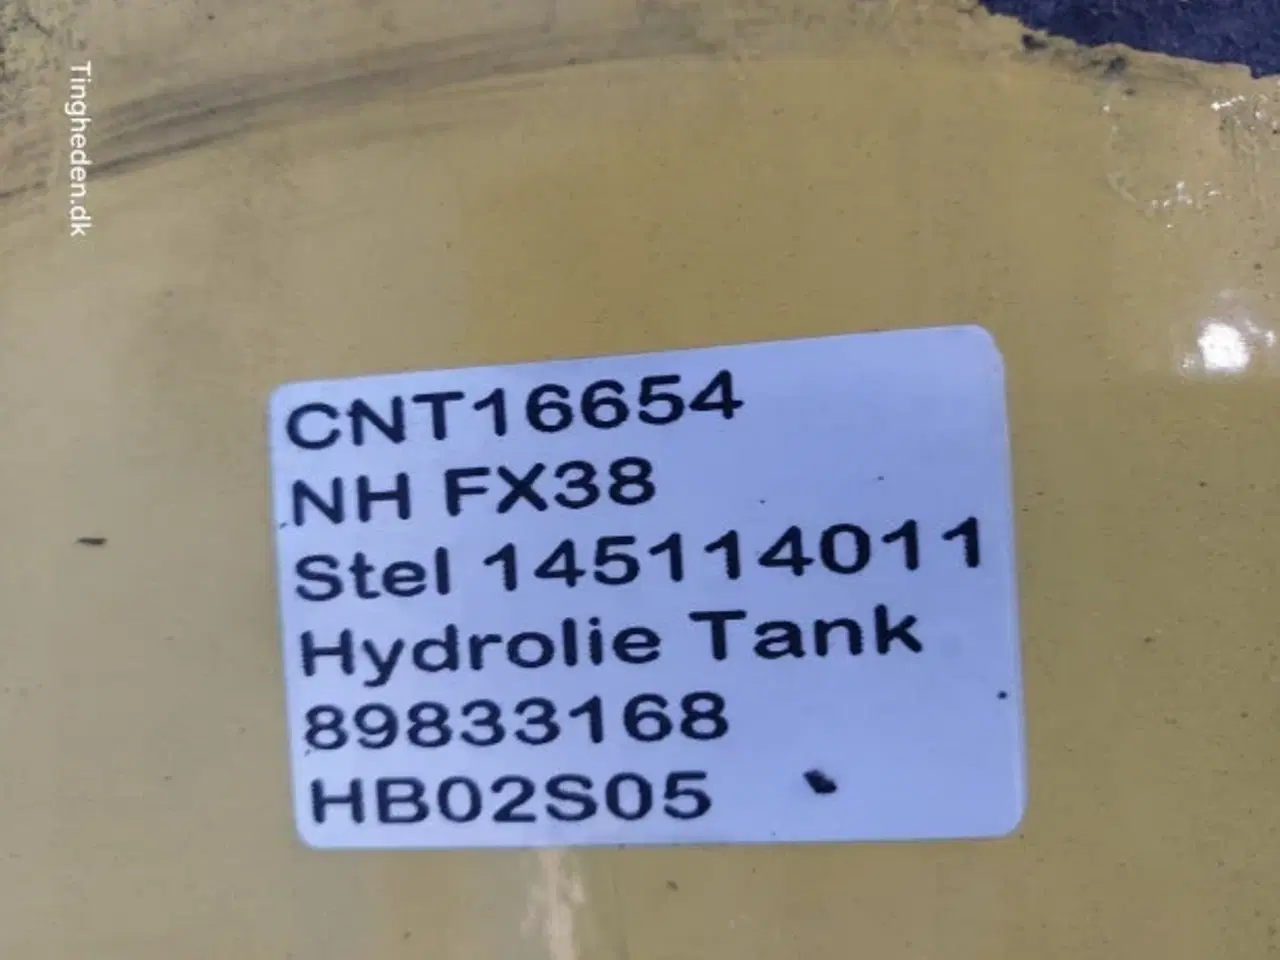 Tingheden.dk
CNT16654
NH FX38
Stel 145114011
Hydrolie Tank
89833168
HB02S05